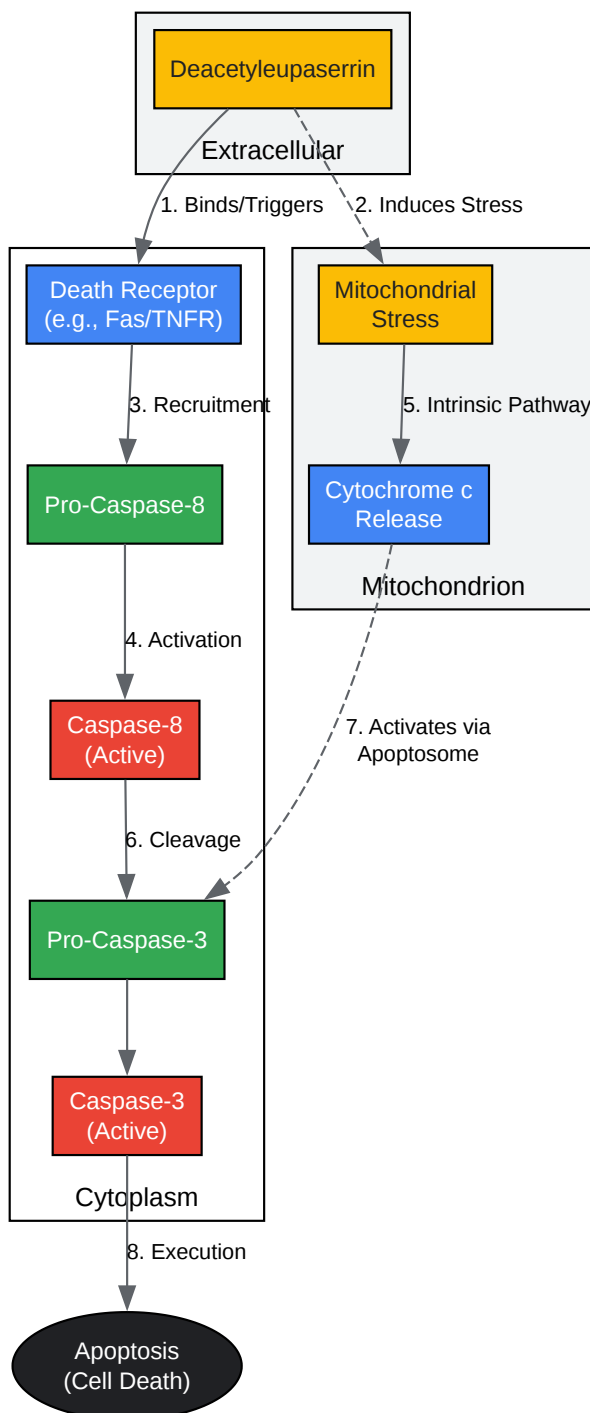 Deacetyleupaserrin
Extracellular
1. Binds/Triggers
2. Induces Stress
Death Receptor
(e.g., Fas/TNFR)
Mitochondrial
Stress
3. Recruitment
5. Intrinsic Pathway
Pro-Caspase-8
Cytochrome c
Release
Mitochondrion
4. Activation
Caspase-8
(Active)
7. Activates via
Apoptosome
6. Cleavage
Pro-Caspase-3
Caspase-3
(Active)
Cytoplasm
8. Execution
Apoptosis
(Cell Death)